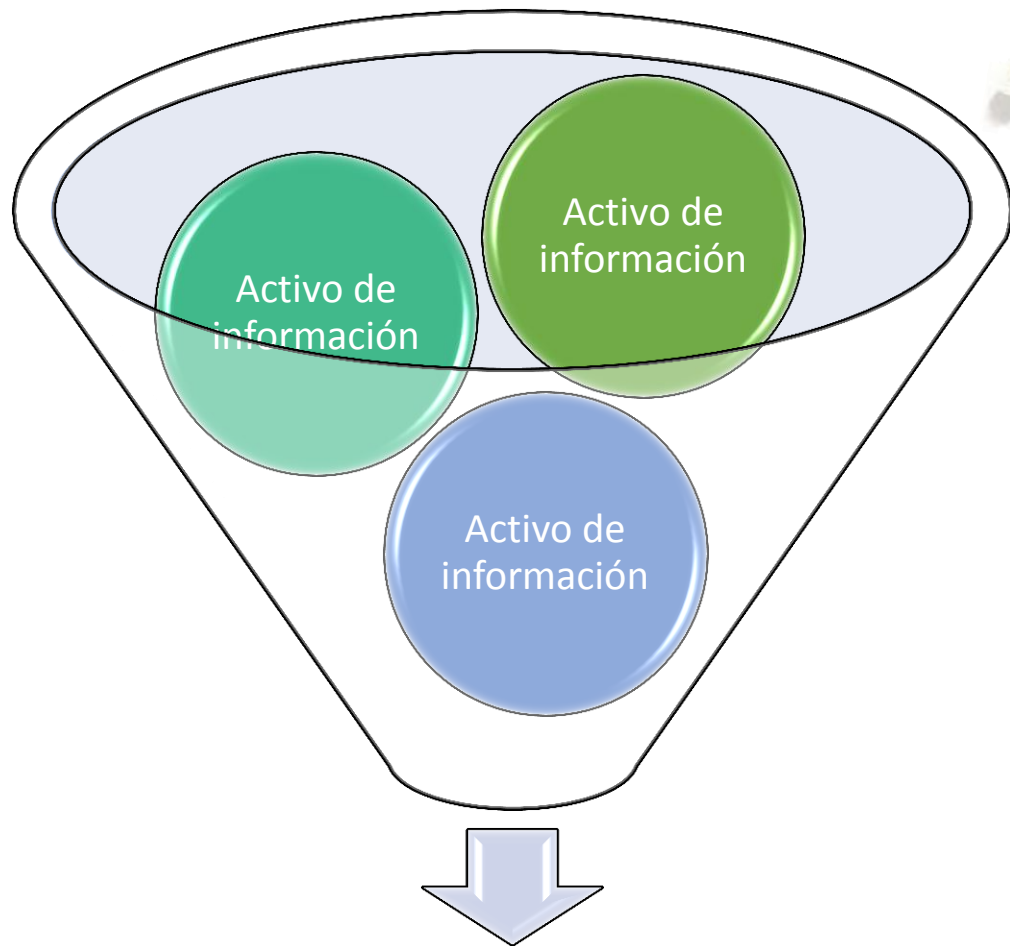 Activo de
información
Activo de
información
Activo de
información